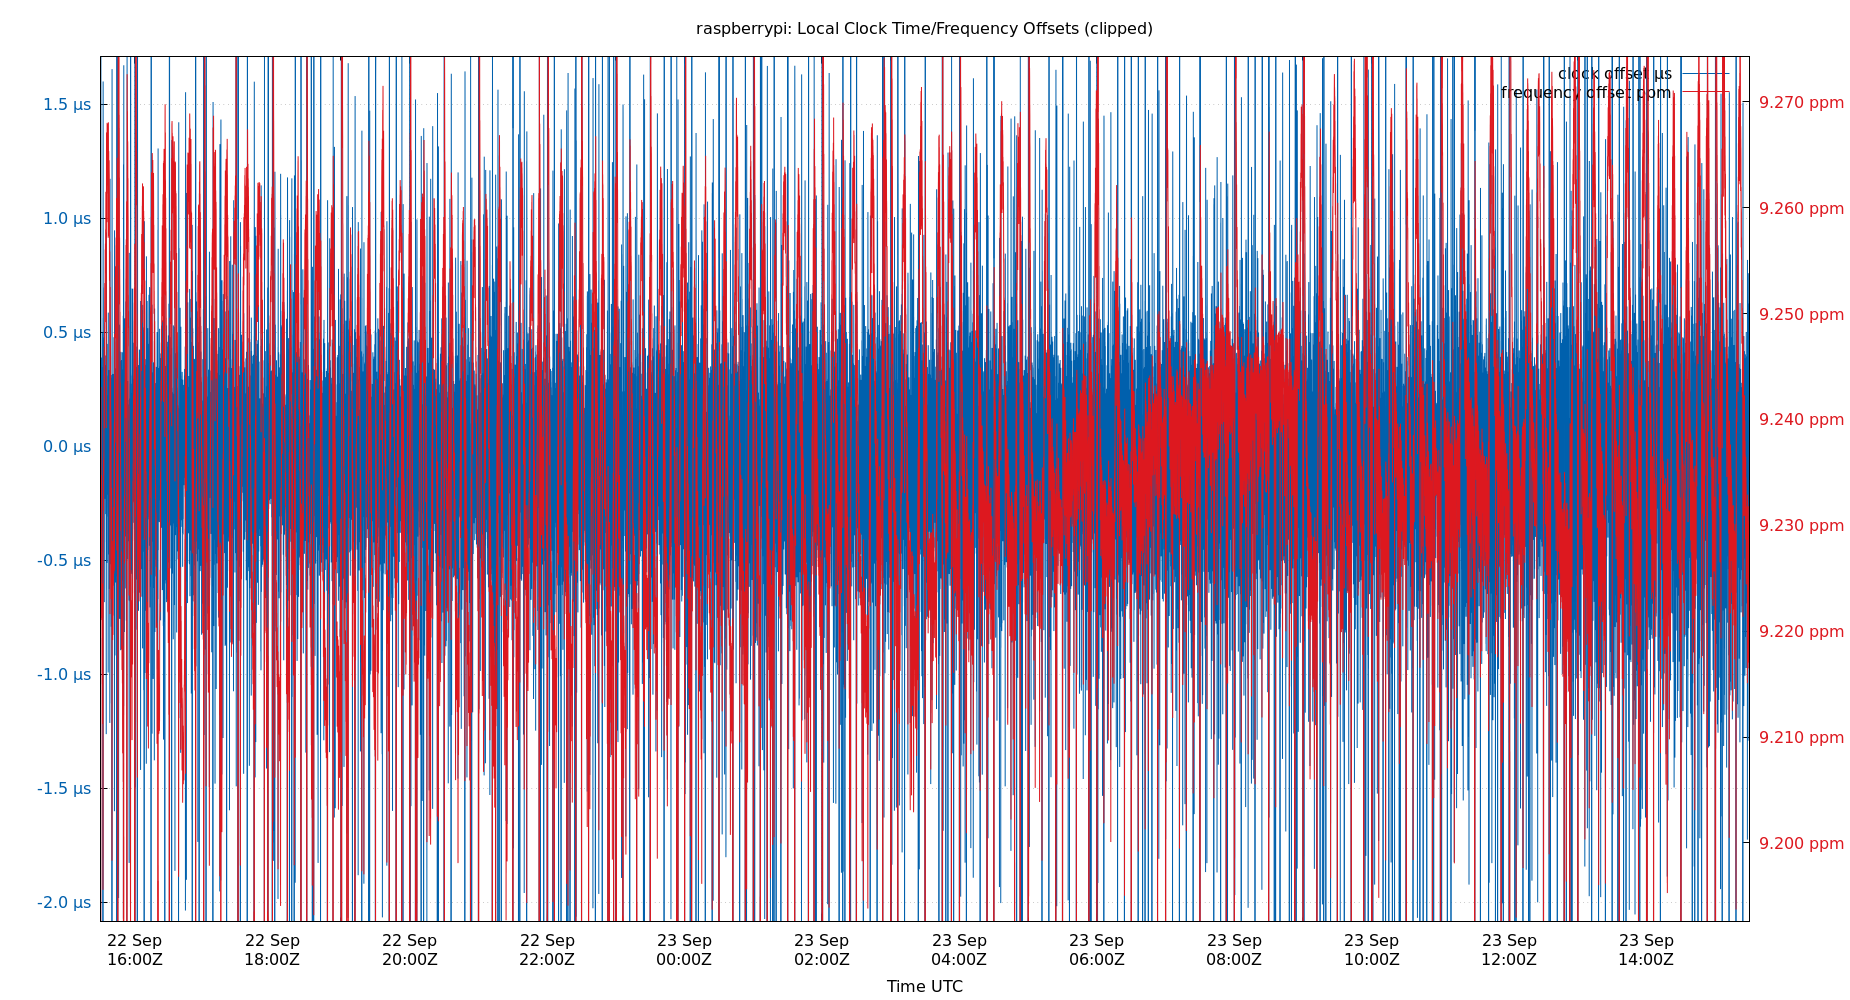 raspberrypi: Local Clock Time/Frequency Offsets (clipped)
clock offset µs
frequency offset ppm
1.5 µs
1.0 µs
0.5 µs
0.0 µs
-0.5 µs
-1.0 µs
-1.5 µs
-2.0 µs
9.270 ppm
9.260 ppm
9.250 ppm
9.240 ppm
9.230 ppm
9.220 ppm
9.210 ppm
9.200 ppm
22 Sep 22 Sep 22 Sep 22 Sep 23 Sep 23 Sep 23 Sep 23 Sep 23 Sep 23 Sep 23 Sep 23 Sep
16:00Z 18:00Z 20:00Z 22:00Z 00:00Z 02:00Z 04:00Z 06:00Z 08:00Z 10:00Z 12:00Z 14:00Z
Time UTC